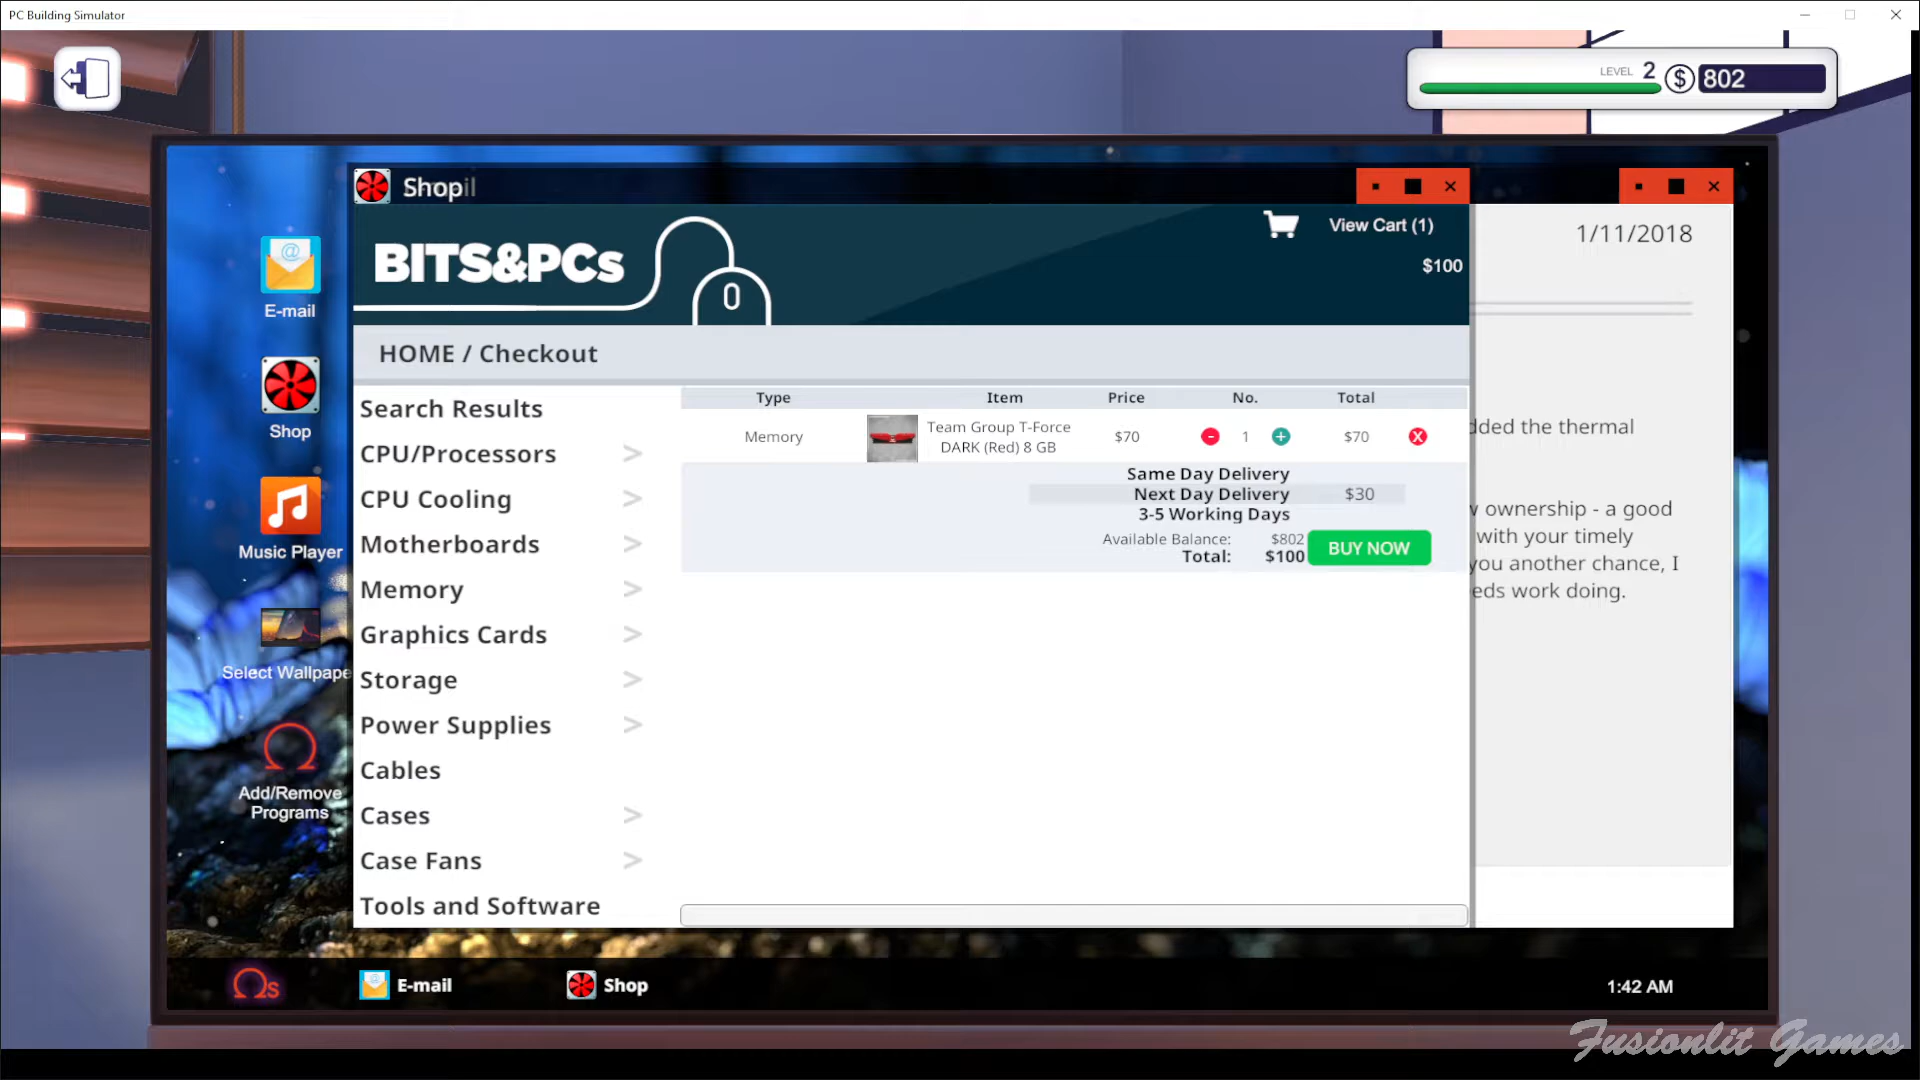 PC Building Simulator
LEVEL 2
$ 802
Shop
View Cart (1)
BITS&PCs
$100
1/11/2018
HOME / Checkout
E-mail
Shop
Music Player
Select Wallpape
Add/Remove
Programs
Search Results
CPU/Processors >
CPU Cooling >
Motherboards >
Memory >
Graphics Cards >
Storage >
Power Supplies >
Cables
Cases >
Case Fans >
Tools and Software
Type Item Price No. Total
Memory Team Group T-Force DARK (Red) 8 GB $70 - 1 + $70 X
Same Day Delivery
Next Day Delivery $30
3-5 Working Days
Available Balance: $802
Total: $100 BUY NOW
dded the thermal
ownership - a good
with your timely
you another chance, I
eds work doing.
Ωs
E-mail
Shop
1:42 AM
Fusionlit Games